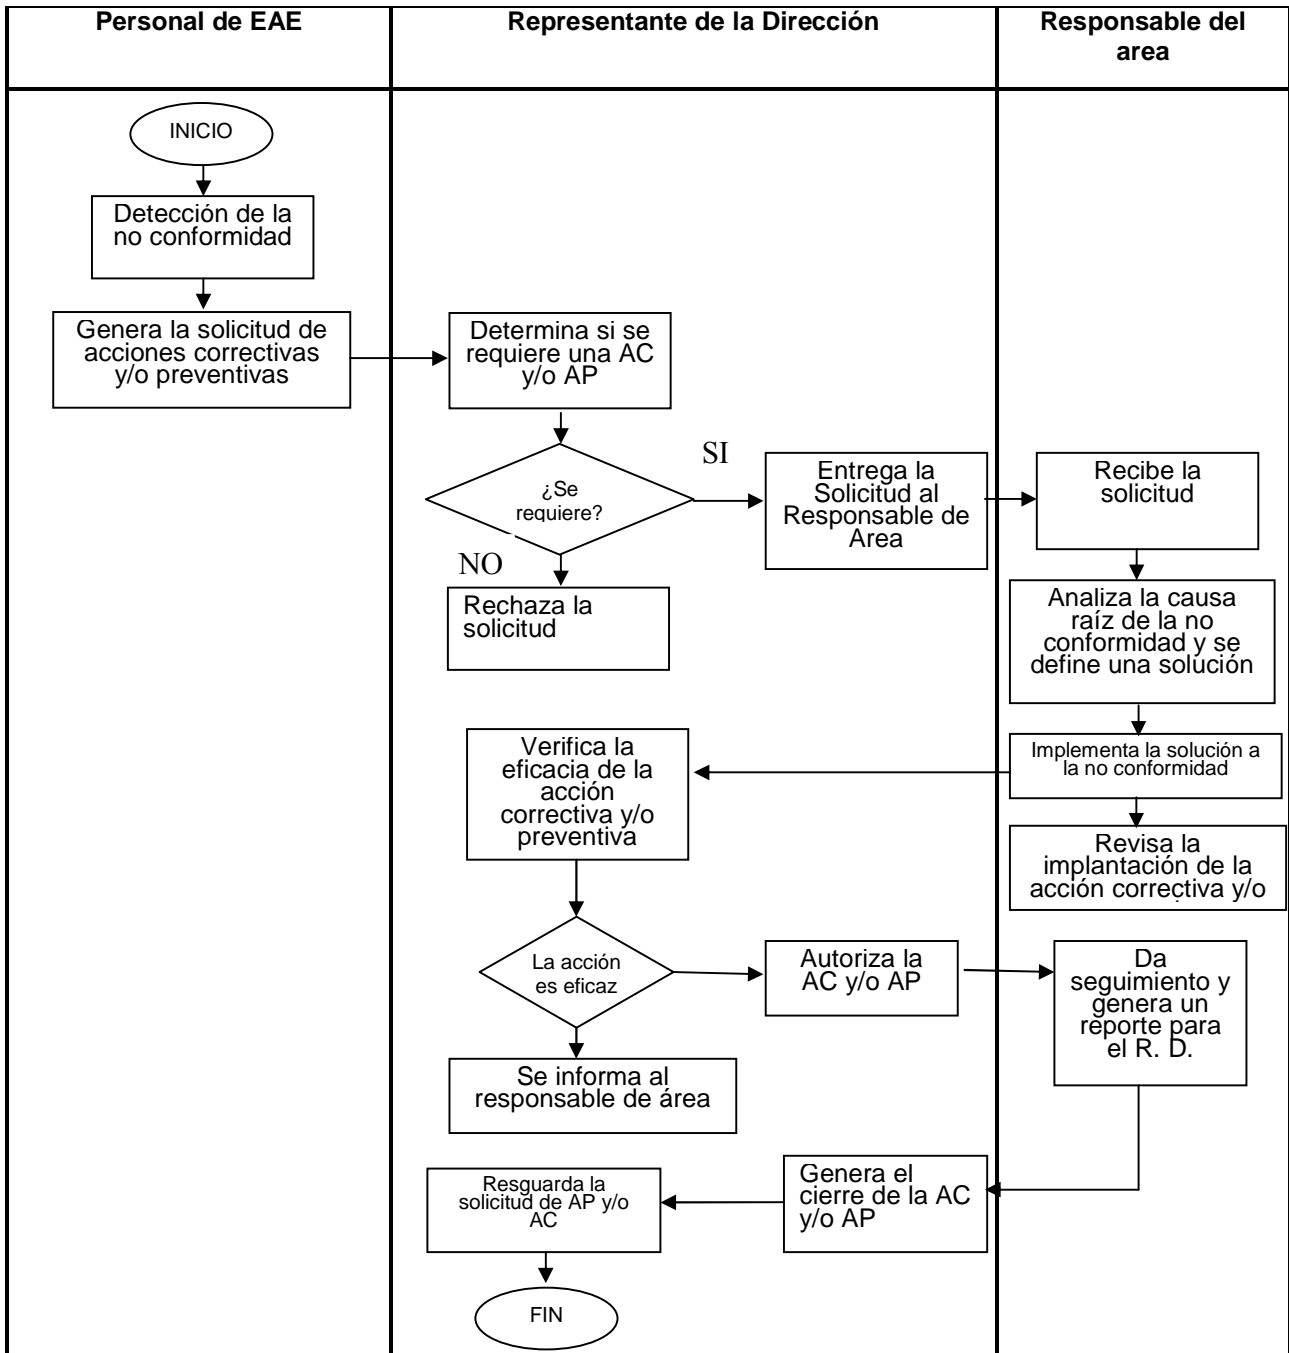 Personal de EAE
Representante de la Dirección
Responsable del
area
INICIO
Detección de la
no conformidad
Genera la solicitud de
acciones correctivas
y/o preventivas
Determina si se
requiere una AC
y/o AP
¿Se
requiere?
SI
NO
Entrega la
Solicitud al
Responsable de
Area
Recibe la
solicitud
Rechaza la
solicitud
Analiza la causa
raíz de la no
conformidad y se
define una solución
Implementa la solución a
la no conformidad
Verifica la
eficacia de la
acción
correctiva y/o
preventiva
Revisa la
implantación de la
acción correctiva y/o
La acción
es eficaz
Autoriza la
AC y/o AP
Da
seguimiento y
genera un
reporte para
el R. D.
Se informa al
responsable de área
Genera el
cierre de la AC
y/o AP
Resguarda la
solicitud de AP y/o
AC
FIN